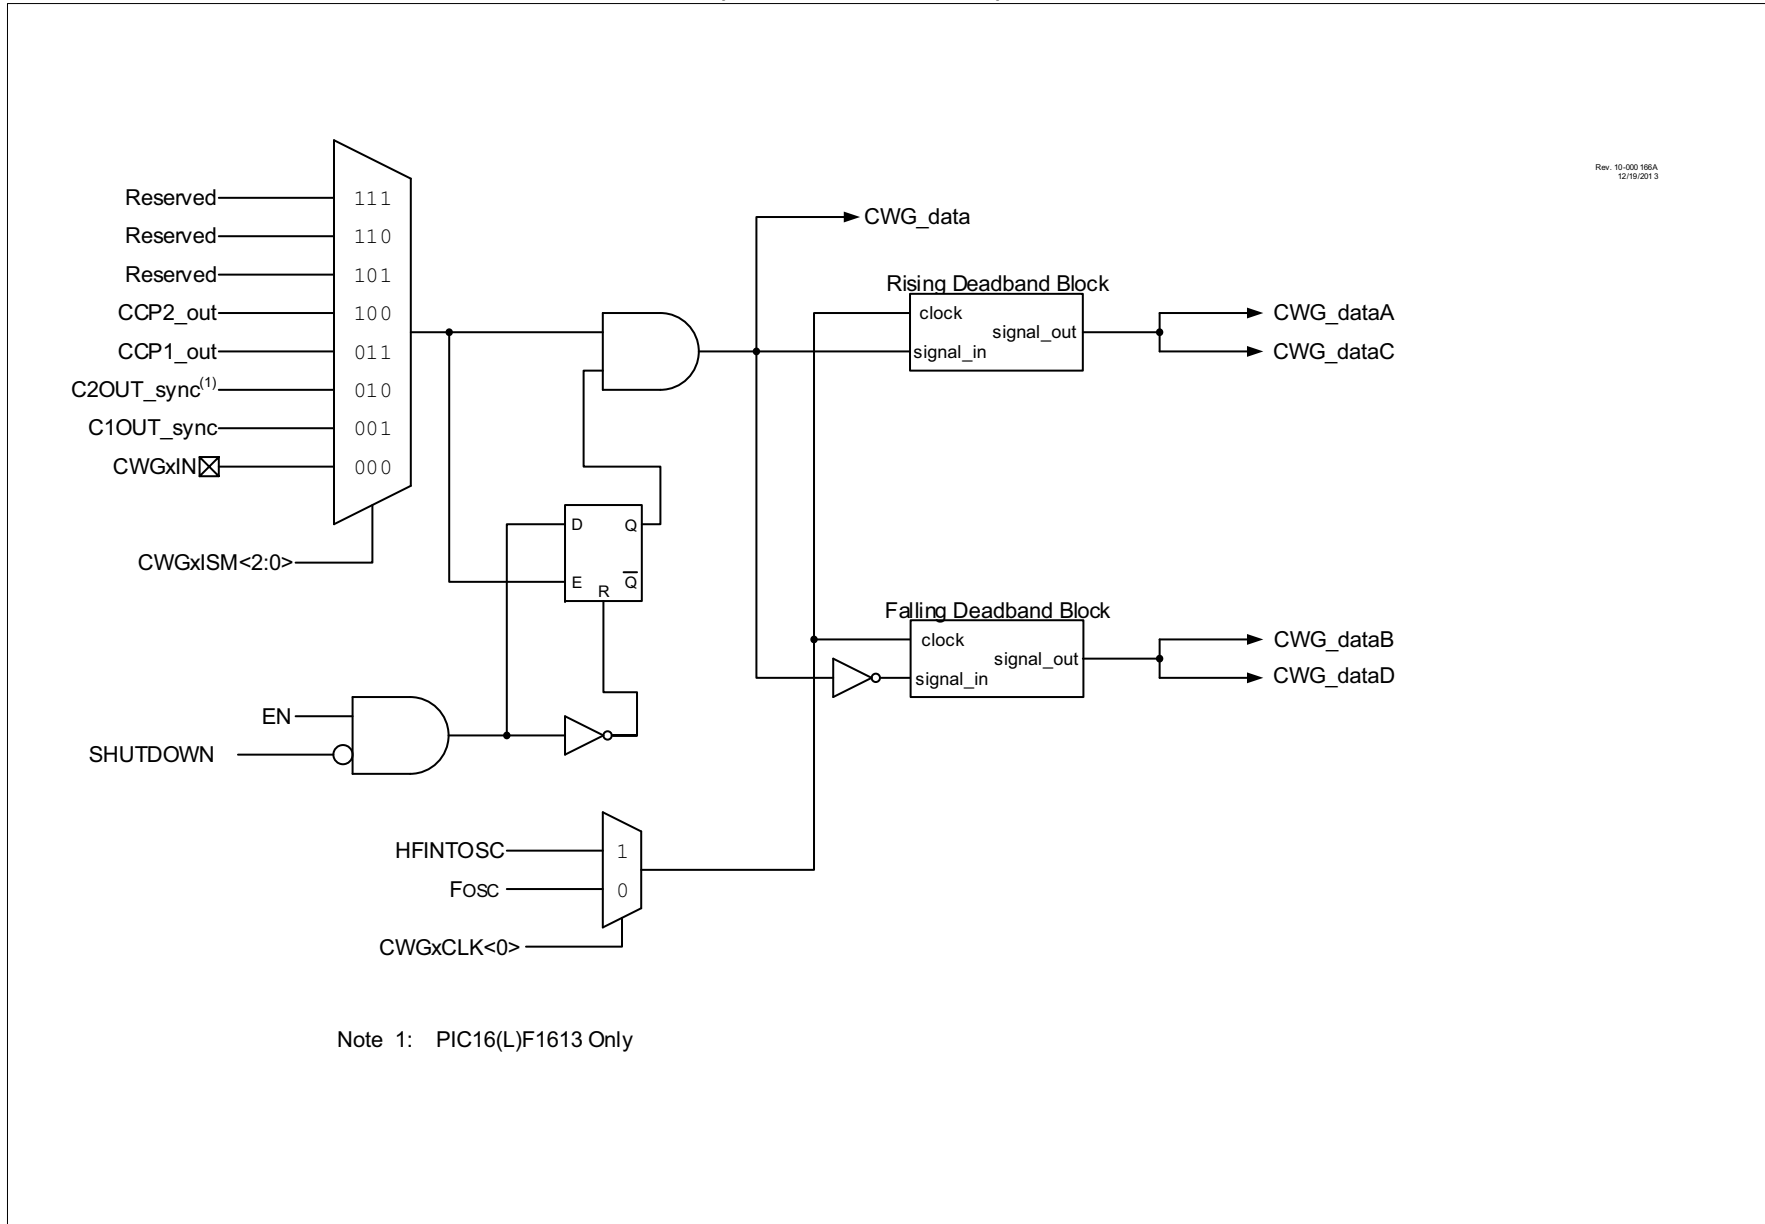 Rev. 10-000 166A
12/19/2013
Reserved
111
Reserved
110
Reserved
101
CCP2_out
100
CCP1_out
011
C2OUT_sync(1)
010
C1OUT_sync
001
CWGxIN
000
CWGxISM<2:0>
CWG_data
Rising Deadband Block
clock
signal_out
signal_in
CWG_dataA
CWG_dataC
D
Q
E
R
Q
Falling Deadband Block
clock
signal_out
signal_in
CWG_dataB
CWG_dataD
EN
SHUTDOWN
HFINTOSC
1
FOSC
0
CWGxCLK<0>
Note 1: PIC16(L)F1613 Only